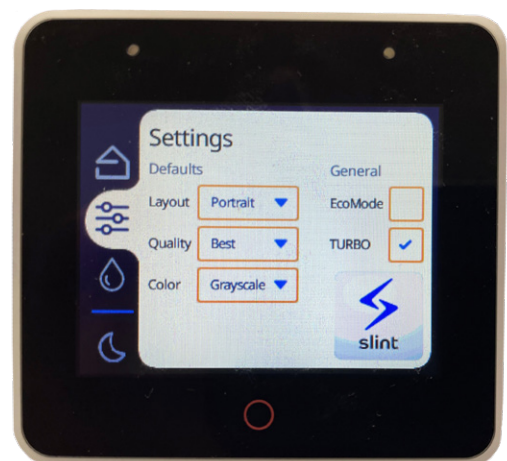 Settings
Defaults
Layout Portrait
Quality Best
Color Grayscale
General
EcoMode
TURBO
slint